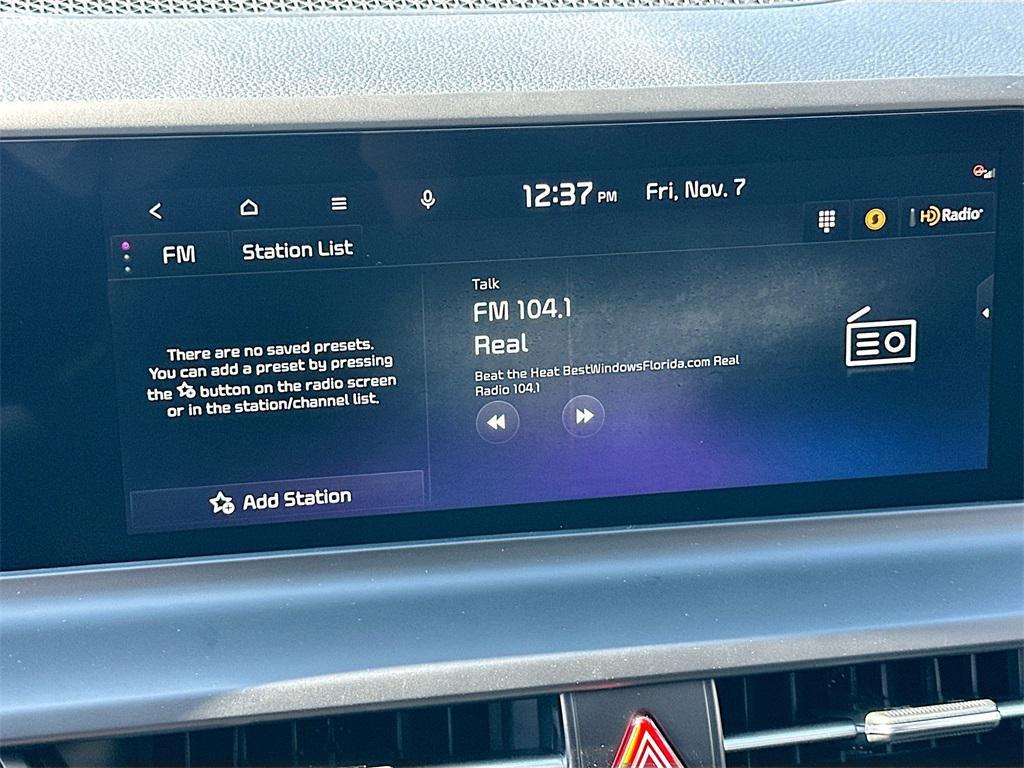 12:37 PM Fri, Nov. 7
HD Radio
FM Station List
Talk
FM 104.1
Real
Beat the Heat BestWindowsFlorida.com Real
Radio 104.1
There are no saved presets.
You can add a preset by pressing
the button on the radio screen
or in the station/channel list.
Add Station